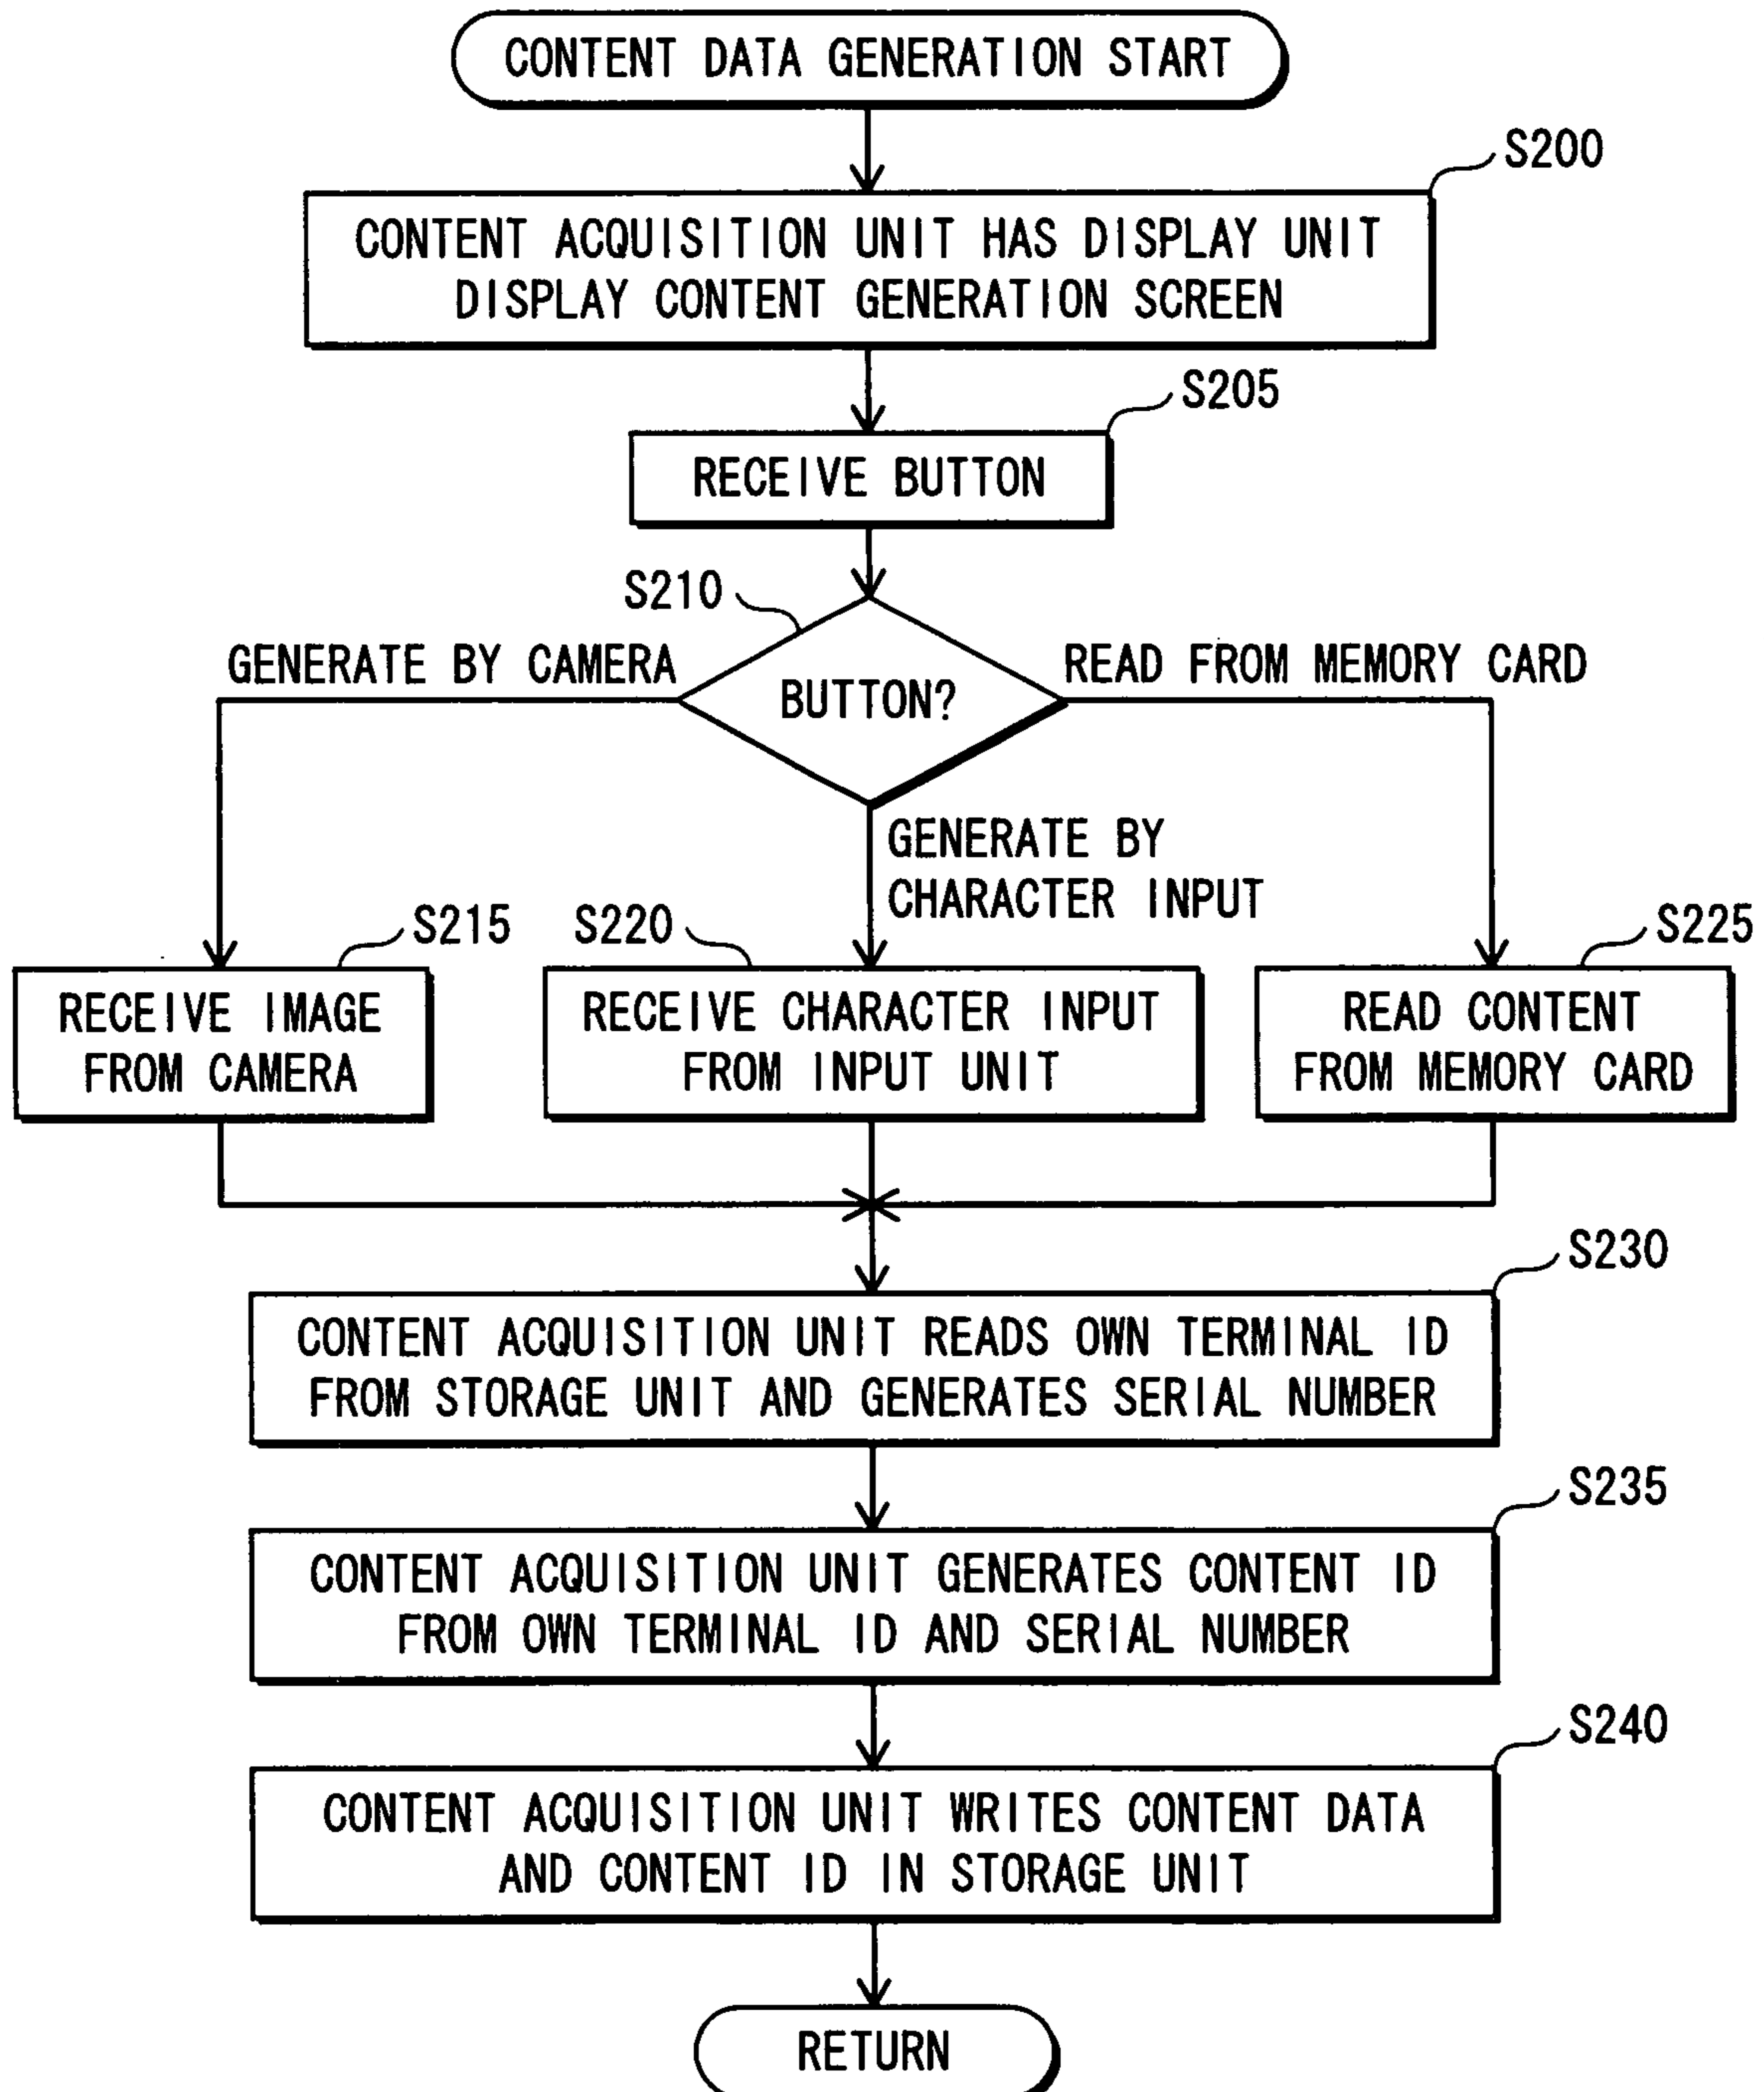 CONTENT DATA GENERATION START
S200
CONTENT ACQUISITION UNIT HAS DISPLAY UNIT
DISPLAY CONTENT GENERATION SCREEN
S205
RECEIVE BUTTON
S210
GENERATE BY CAMERA
BUTTON?
READ FROM MEMORY CARD
GENERATE BY
CHARACTER INPUT
S215
RECEIVE IMAGE
FROM CAMERA
S220
RECEIVE CHARACTER INPUT
FROM INPUT UNIT
S225
READ CONTENT
FROM MEMORY CARD
S230
CONTENT ACQUISITION UNIT READS OWN TERMINAL ID
FROM STORAGE UNIT AND GENERATES SERIAL NUMBER
S235
CONTENT ACQUISITION UNIT GENERATES CONTENT ID
FROM OWN TERMINAL ID AND SERIAL NUMBER
S240
CONTENT ACQUISITION UNIT WRITES CONTENT DATA
AND CONTENT ID IN STORAGE UNIT
RETURN